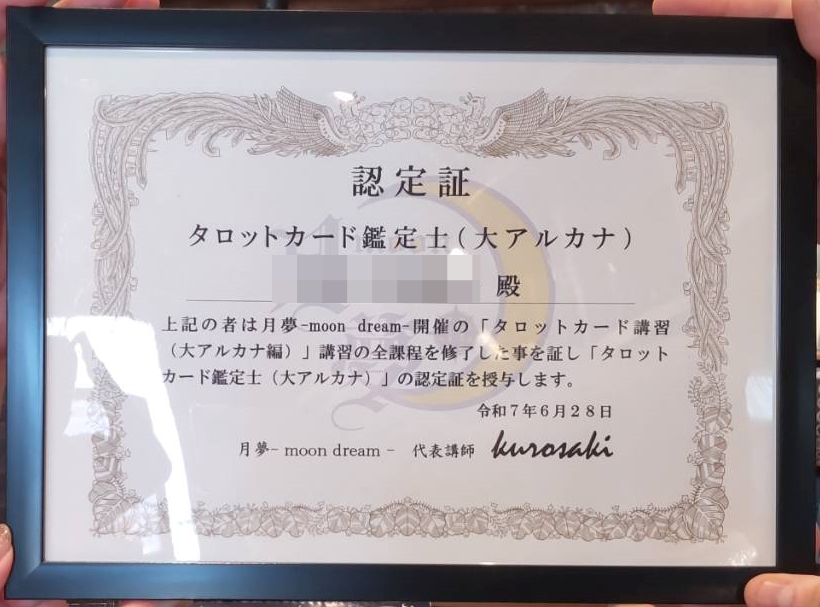 認定証
タロットカード鑑定士（大アルカナ）
殿
上記の者は月夢-moon dream-開催の「タロットカード講習
（大アルカナ編）」講習の全課程を修了した事を証し「タロット
カード鑑定士（大アルカナ）」の認定証を授与します。
令和7年6月28日
月夢- moon dream - 代表講師 kurosaki